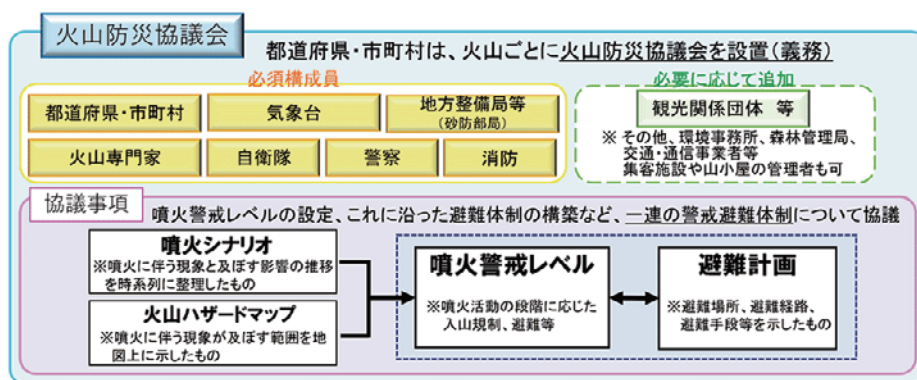 火山防災協議会
都道府県・市町村は、火山ごとに火山防災協議会を設置(義務)
必須構成員
都道府県・市町村
気象台
地方整備局等
(砂防部局)
火山専門家
自衛隊
警察
消防
必要に応じて追加
観光関係団体 等
※ その他、環境事務所、森林管理局、
交通・通信事業者等
集客施設や山小屋の管理者も可
協議事項
噴火警戒レベルの設定、これに沿った避難体制の構築など、一連の警戒避難体制について協議
噴火シナリオ
※噴火に伴う現象と及ぼす影響の推移
を時系列に整理したもの
火山ハザードマップ
※噴火に伴う現象が及ぼす範囲を地
図上に示したもの
噴火警戒レベル
※噴火活動の段階に応じた
入山規制、避難等
避難計画
※避難場所、避難経路、
避難手段等を示したもの